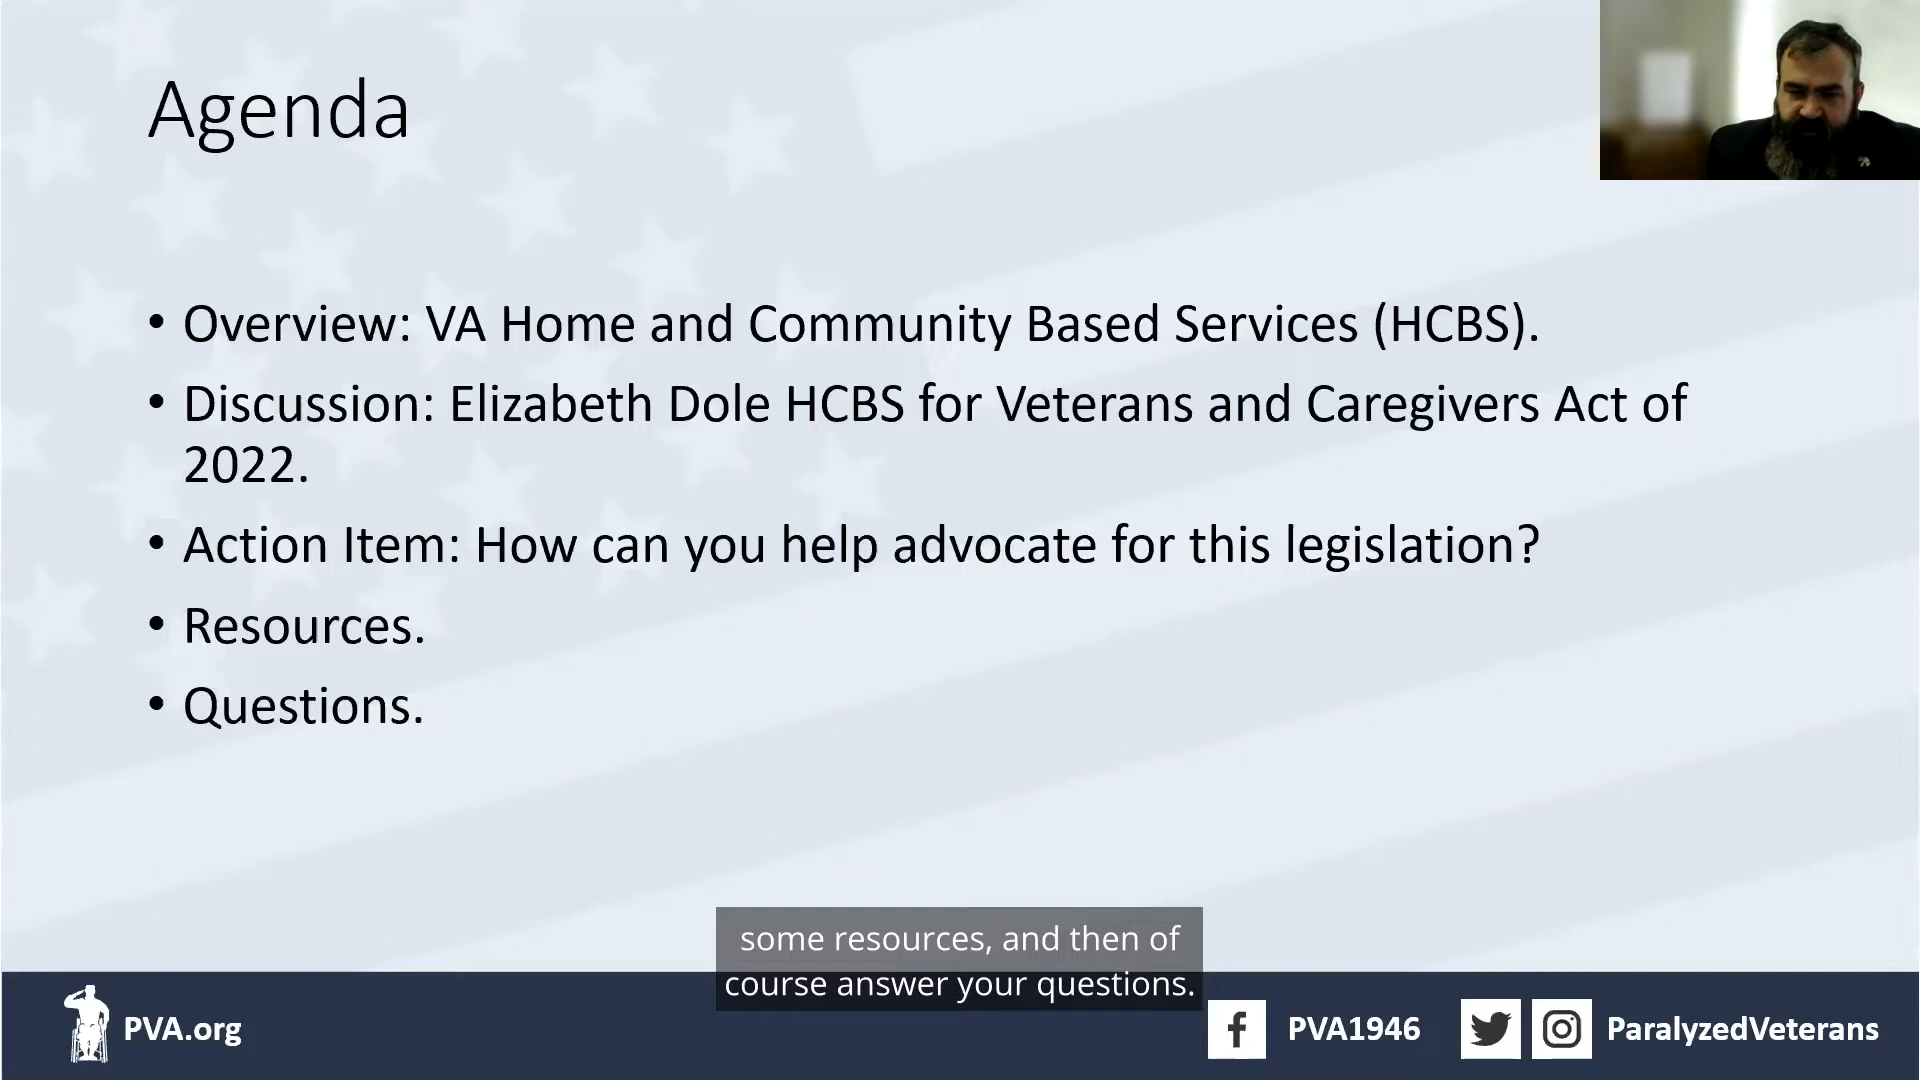 Agenda
• Overview: VA Home and Community Based Services (HCBS).
• Discussion: Elizabeth Dole HCBS for Veterans and Caregivers Act of
2022.
• Action Item: How can you help advocate for this legislation?
• Resources.
• Questions.
some resources, and then of
course answer your questions.
PVA.org
PVA1946
ParalyzedVeterans